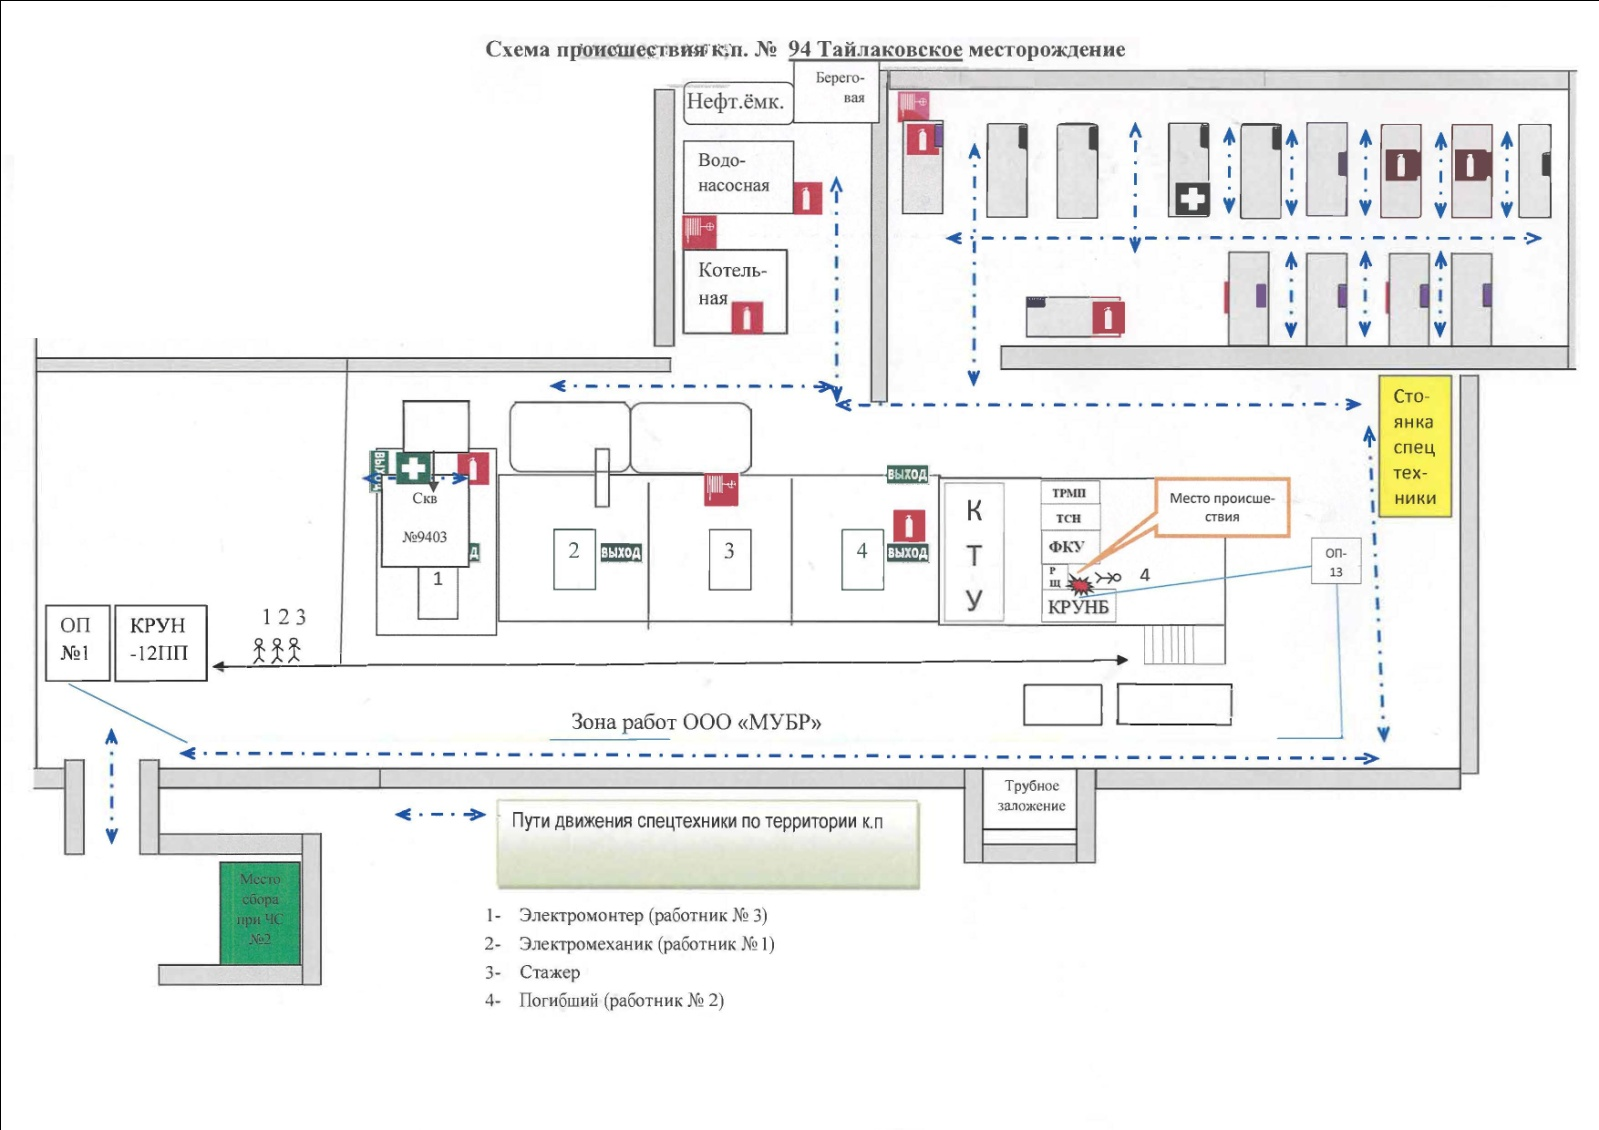 Схема происшествия к.п. № 94 Тайлаковское месторождение
Нефт.ёмк.
Берего-
вая
Водо-
насосная
Котель-
ная
Сто-
янка
спец
тех-
ники
ВЫХОД
Скв
№9403
Д
1
2
ВЫХОД
3
4
ВЫХОД
ВЫХОД
К
Т
У
ТРМП
ТСН
ФКУ
Р
Щ
КРУНБ
4
Место происше-
ствия
ОП-
13
ОП
№1
КРУН
-12ПП
1 2 3
Зона работ ООО «МУБР»
Трубное
заложение
Пути движения спецтехники по территории к.п
Место
сбора
при ЧС
№2
1- Электромонтер (работник № 3)
2- Электромеханик (работник №1)
3- Стажер
4- Погибший (работник № 2)